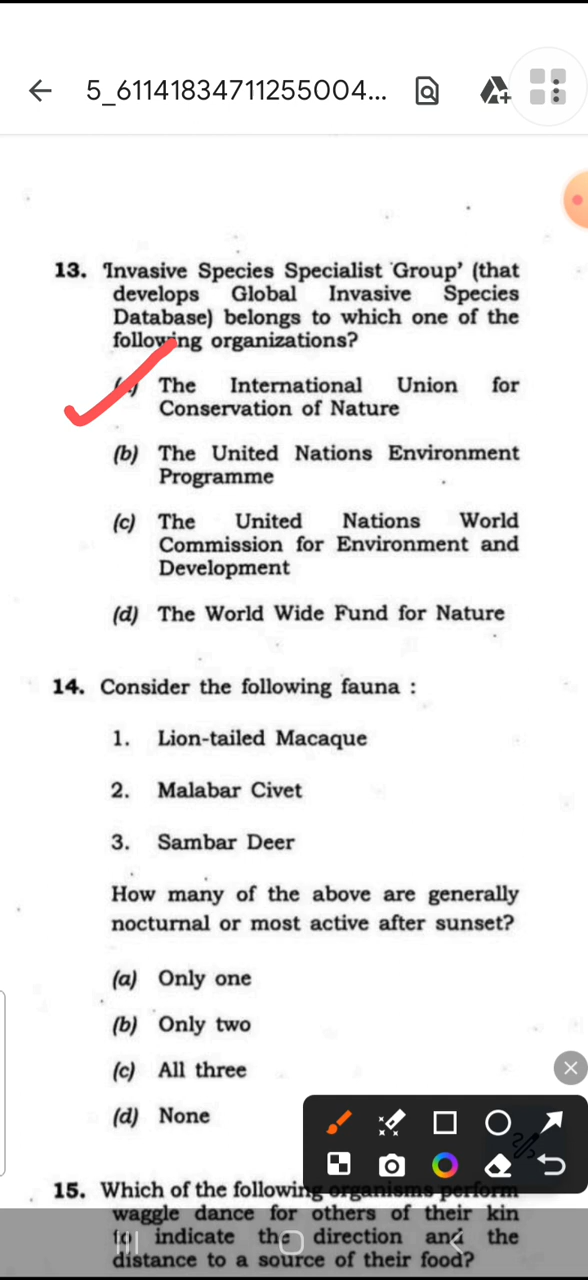 5_61141834711255004...
13. 'Invasive Species Specialist Group' (that
develops Global Invasive Species
Database) belongs to which one of the
following organizations?
The International Union for
Conservation of Nature
(b) The United Nations Environment
Programme
(c) The United Nations World
Commission for Environment and
Development
(d) The World Wide Fund for Nature
14. Consider the following fauna :
1. Lion-tailed Macaque
2. Malabar Civet
3. Sambar Deer
How many of the above are generally
nocturnal or most active after sunset?
(a) Only one
(b) Only two
(c) All three
(d) None
15. Which of the following organisms perform
waggle dance for others of their kin
to indicate the direction and the
distance to a source of their food?